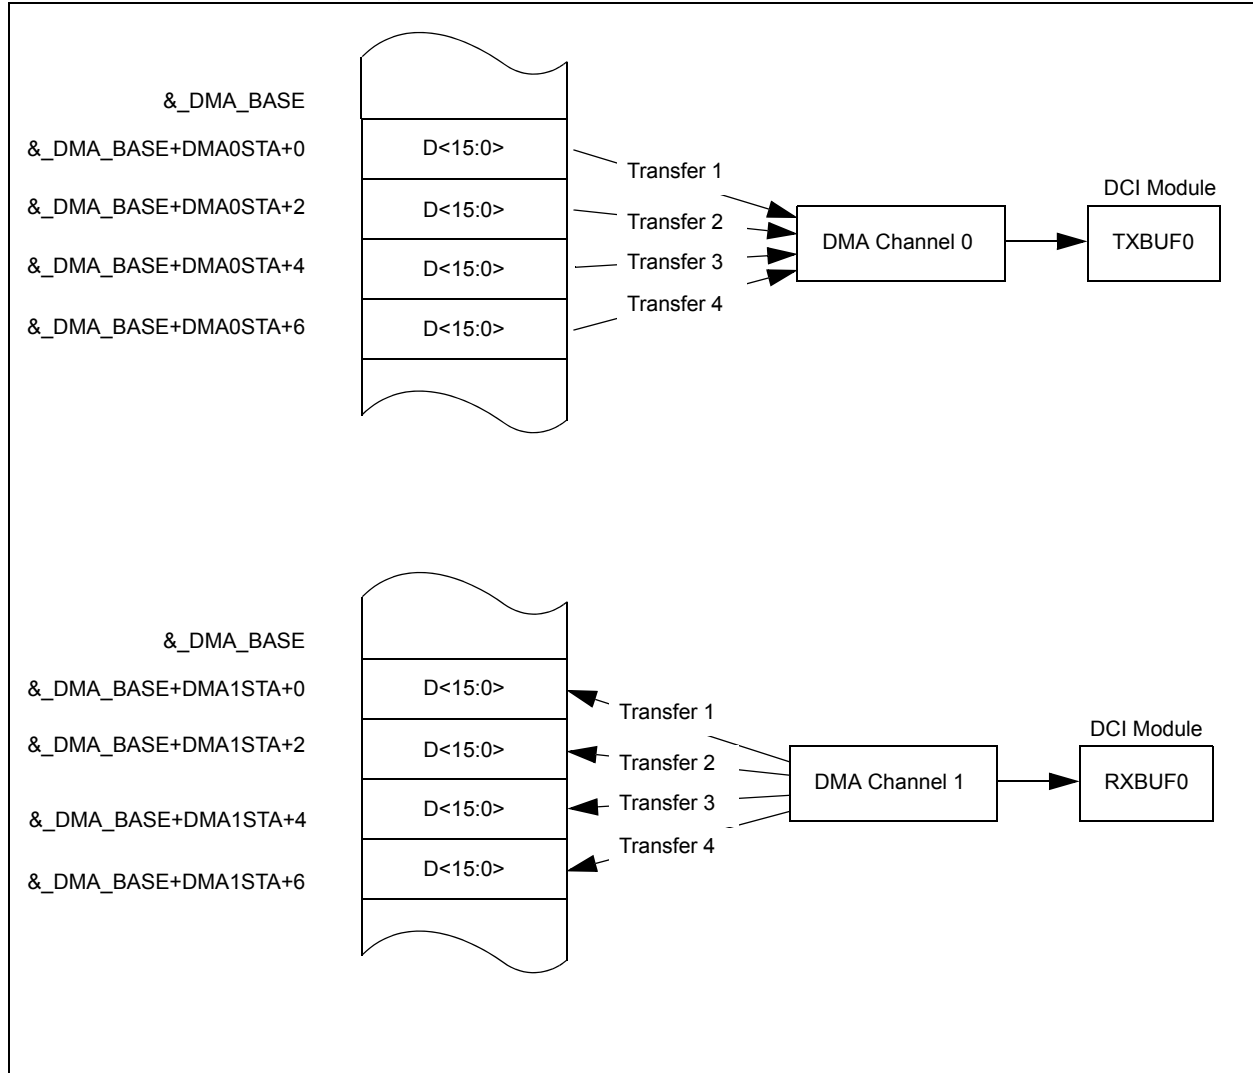 &_DMA_BASE
&_DMA_BASE+DMA0STA+0
D<15:0>
Transfer 1
&_DMA_BASE+DMA0STA+2
D<15:0>
Transfer 2
&_DMA_BASE+DMA0STA+4
D<15:0>
Transfer 3
&_DMA_BASE+DMA0STA+6
D<15:0>
Transfer 4
DMA Channel 0
DCI Module
TXBUF0
&_DMA_BASE
&_DMA_BASE+DMA1STA+0
D<15:0>
Transfer 1
&_DMA_BASE+DMA1STA+2
D<15:0>
Transfer 2
&_DMA_BASE+DMA1STA+4
D<15:0>
Transfer 3
&_DMA_BASE+DMA1STA+6
D<15:0>
Transfer 4
DMA Channel 1
DCI Module
RXBUF0